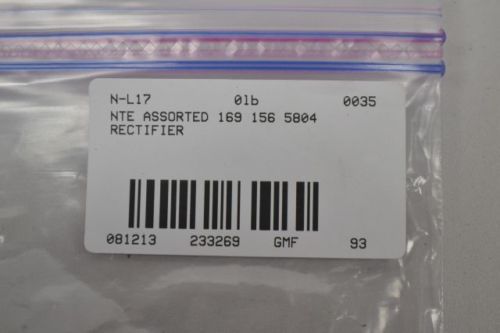 N-L17 0lb 0035
NTE ASSORTED 169 156 5804
RECTIFIER
081213 233269 GMF 93